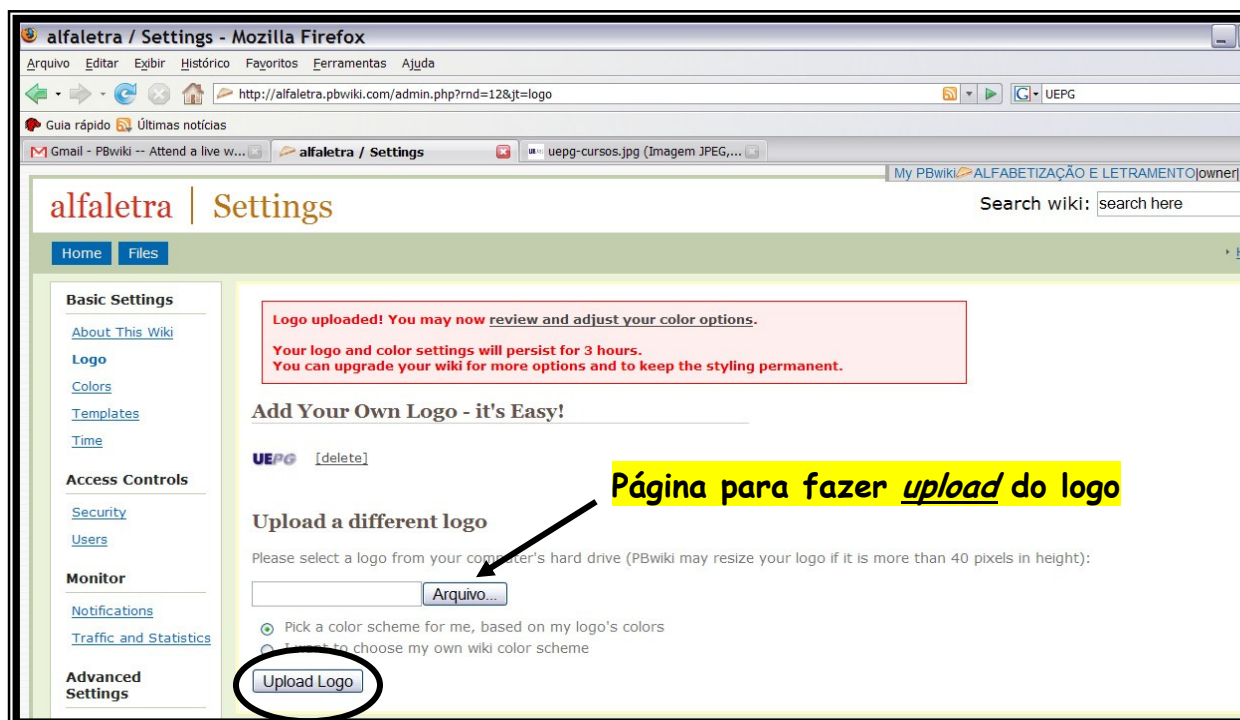 alfaletra / Settings - Mozilla Firefox
Arquivo Editar Exibir Histórico Favoritos Ferramentas Ajuda
http://alfaletra.pbwiki.com/admin.php?rnd=12&jt=logo
G UEPG
Guia rápido Últimas notícias
Gmail - PBwiki -- Attend a live w... alfaletra / Settings uepg-cursos.jpg (Imagem JPEG,...
My PBwiki ALFABETIZAÇÃO E LETRAMENTO|owner|
alfaletra | Settings
Search wiki: search here
Home Files
Basic Settings
About This Wiki
Logo
Colors
Templates
Time
Access Controls
Security
Users
Monitor
Notifications
Traffic and Statistics
Advanced
Settings
Logo uploaded! You may now review and adjust your color options.
Your logo and color settings will persist for 3 hours.
You can upgrade your wiki for more options and to keep the styling permanent.
Add Your Own Logo - it's Easy!
UEPG [delete]
Página para fazer upload do logo
Upload a different logo
Please select a logo from your computer's hard drive (PBwiki may resize your logo if it is more than 40 pixels in height):
Arquivo...
Pick a color scheme for me, based on my logo's colors
I want to choose my own wiki color scheme
Upload Logo